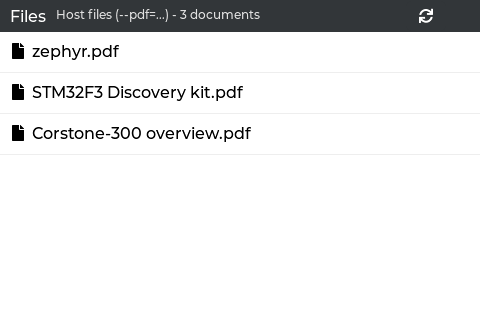 Files Host files (--pdf=...) - 3 documents
zephyr.pdf
STM32F3 Discovery kit.pdf
Corstone-300 overview.pdf